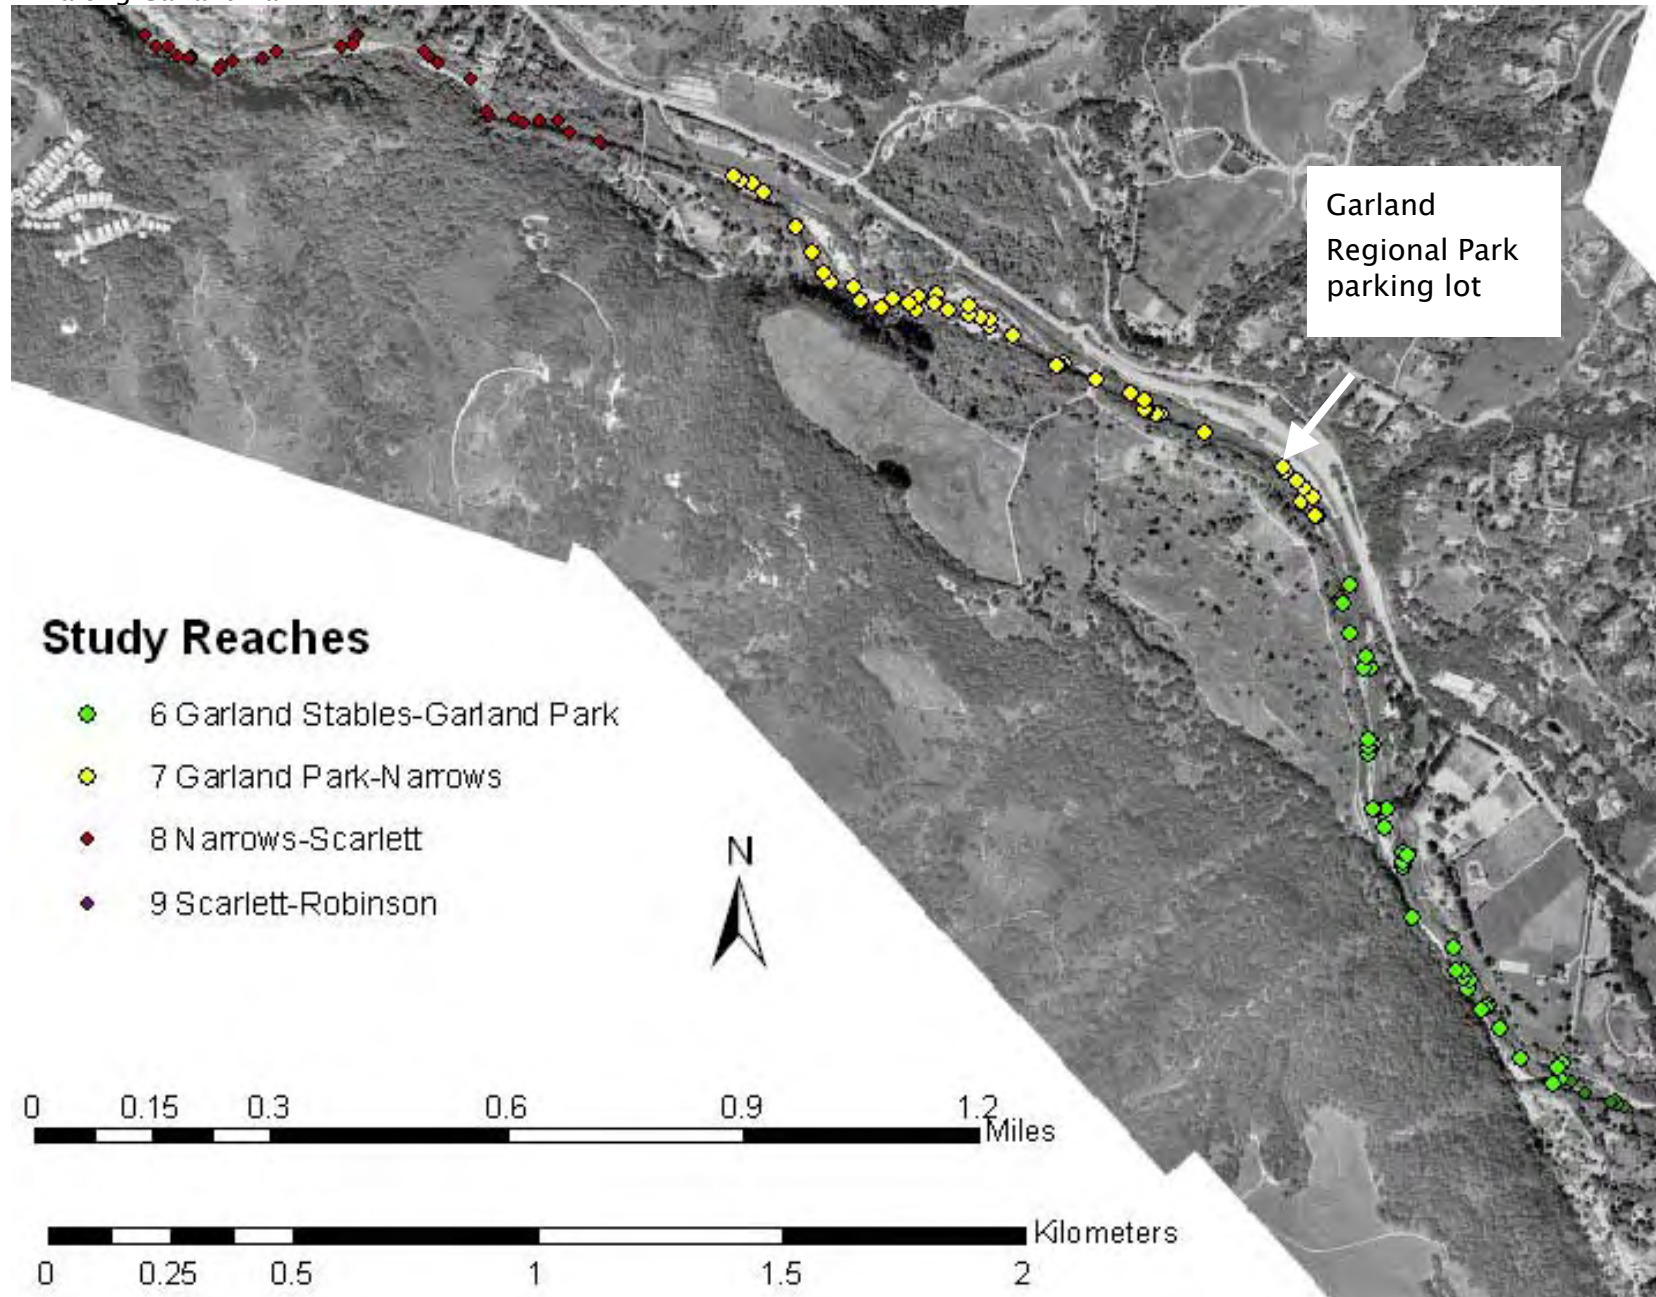 Garland
Regional Park
parking lot
Study Reaches
6 Garland Stables-Garland Park
7 Garland Park-Narrows
8 Narrows-Scarlett
9 Scarlett-Robinson
N
0 0.15 0.3 0.6 0.9 1.2
Miles
Kilometers
0 0.25 0.5 1 1.5 2